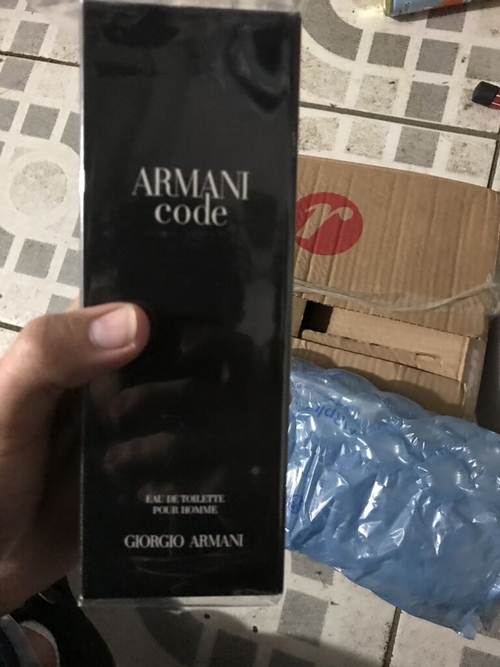 ARMANI
code
r
EAU DE TOILETTE
POUR HOMME
GIORGIO ARMANI